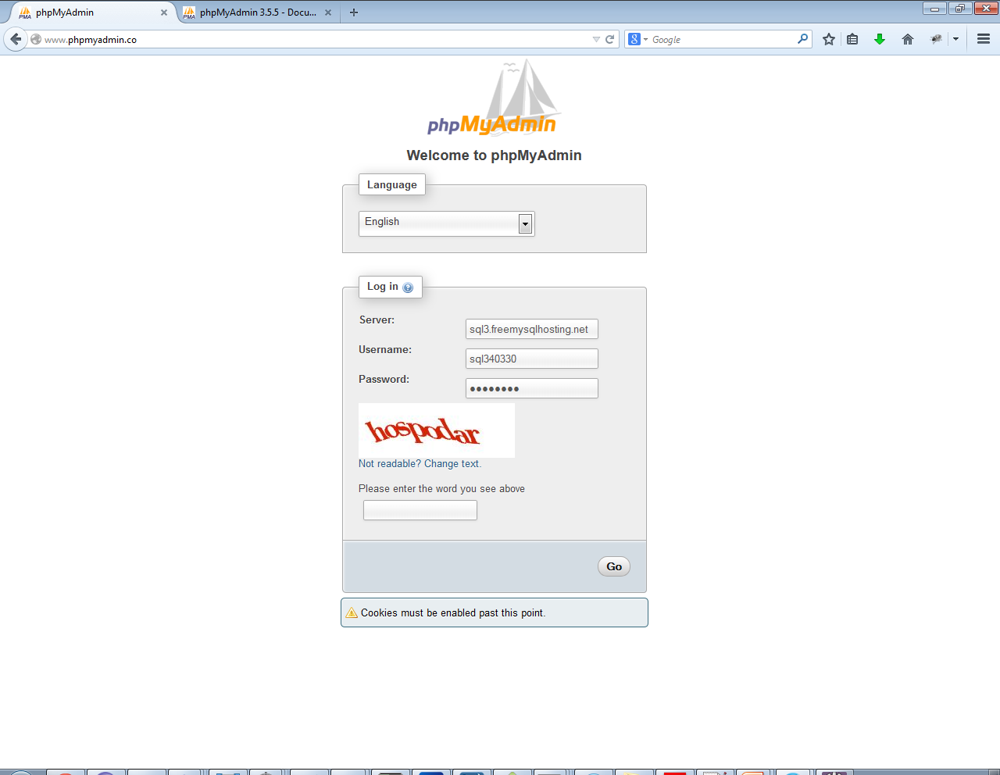 phpMyAdmin
phpMyAdmin 3.5.5 - Docu...
www.phpmyadmin.co
Google
phpMyAdmin
Welcome to phpMyAdmin
Language
English
Log in
Server:
sql3.freemysqlhosting.net
Username:
sql340330
Password:
hospodar
Not readable? Change text.
Please enter the word you see above
Go
Cookies must be enabled past this point.